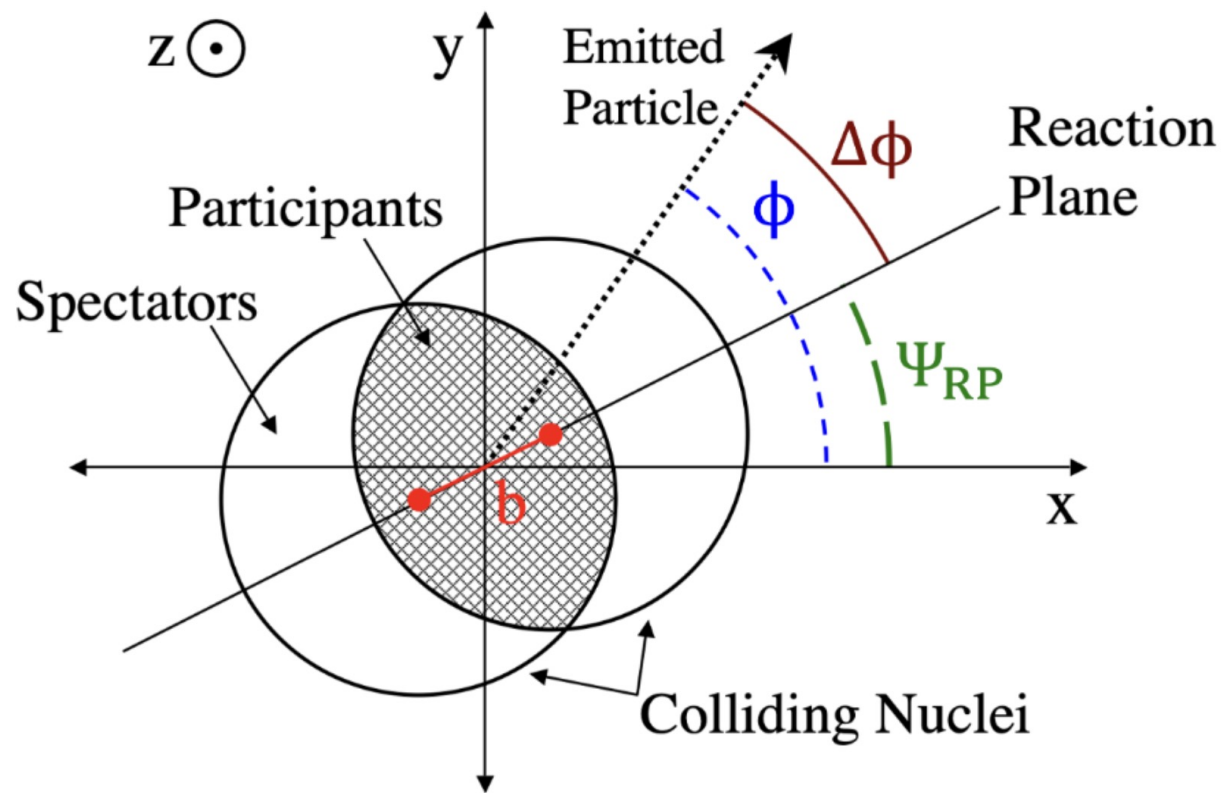 z
y
Emitted
Particle
Δϕ
Reaction
Plane
ϕ
Participants
Spectators
Ψ_RP
b
x
Colliding Nuclei